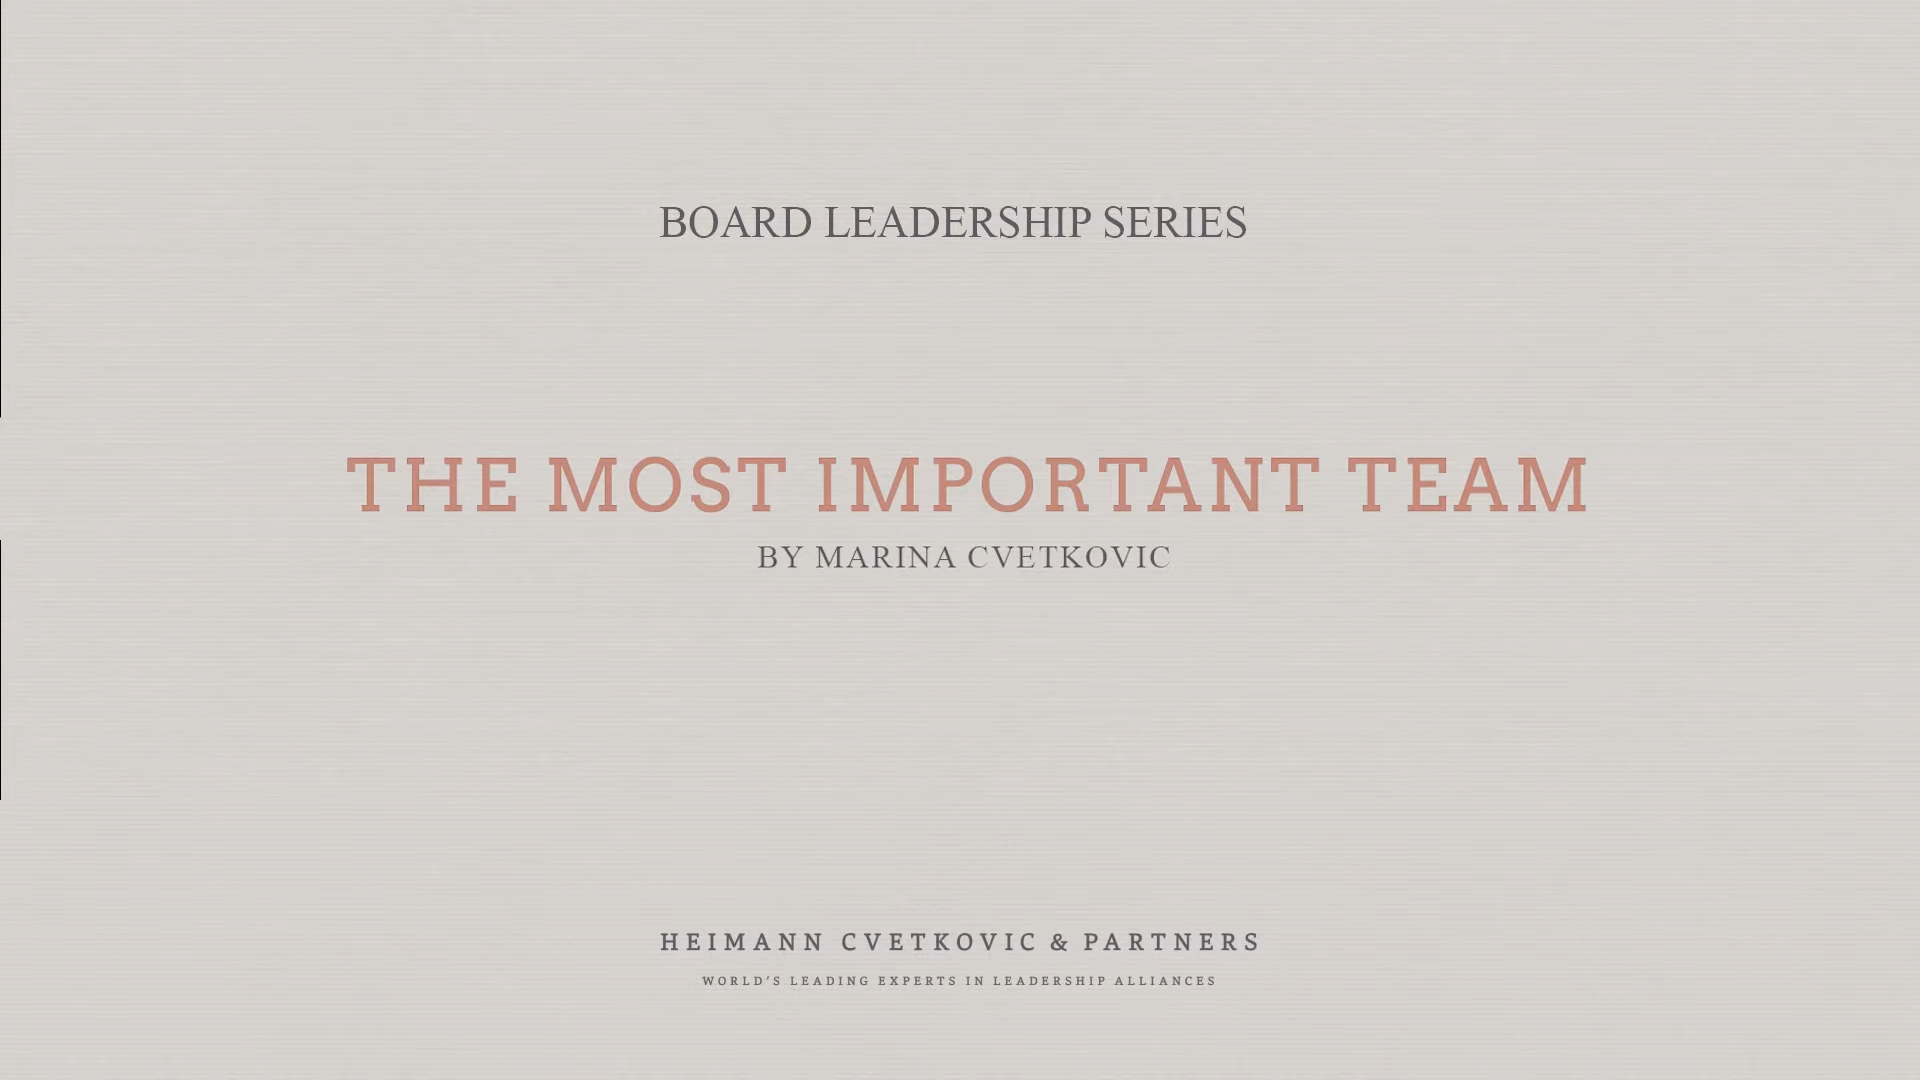 BOARD LEADERSHIP SERIES
THE MOST IMPORTANT TEAM
BY MARINA CVETKOVIC
HEIMANN CVETKOVIC & PARTNERS
WORLD'S LEADING EXPERTS IN LEADERSHIP ALLIANCES